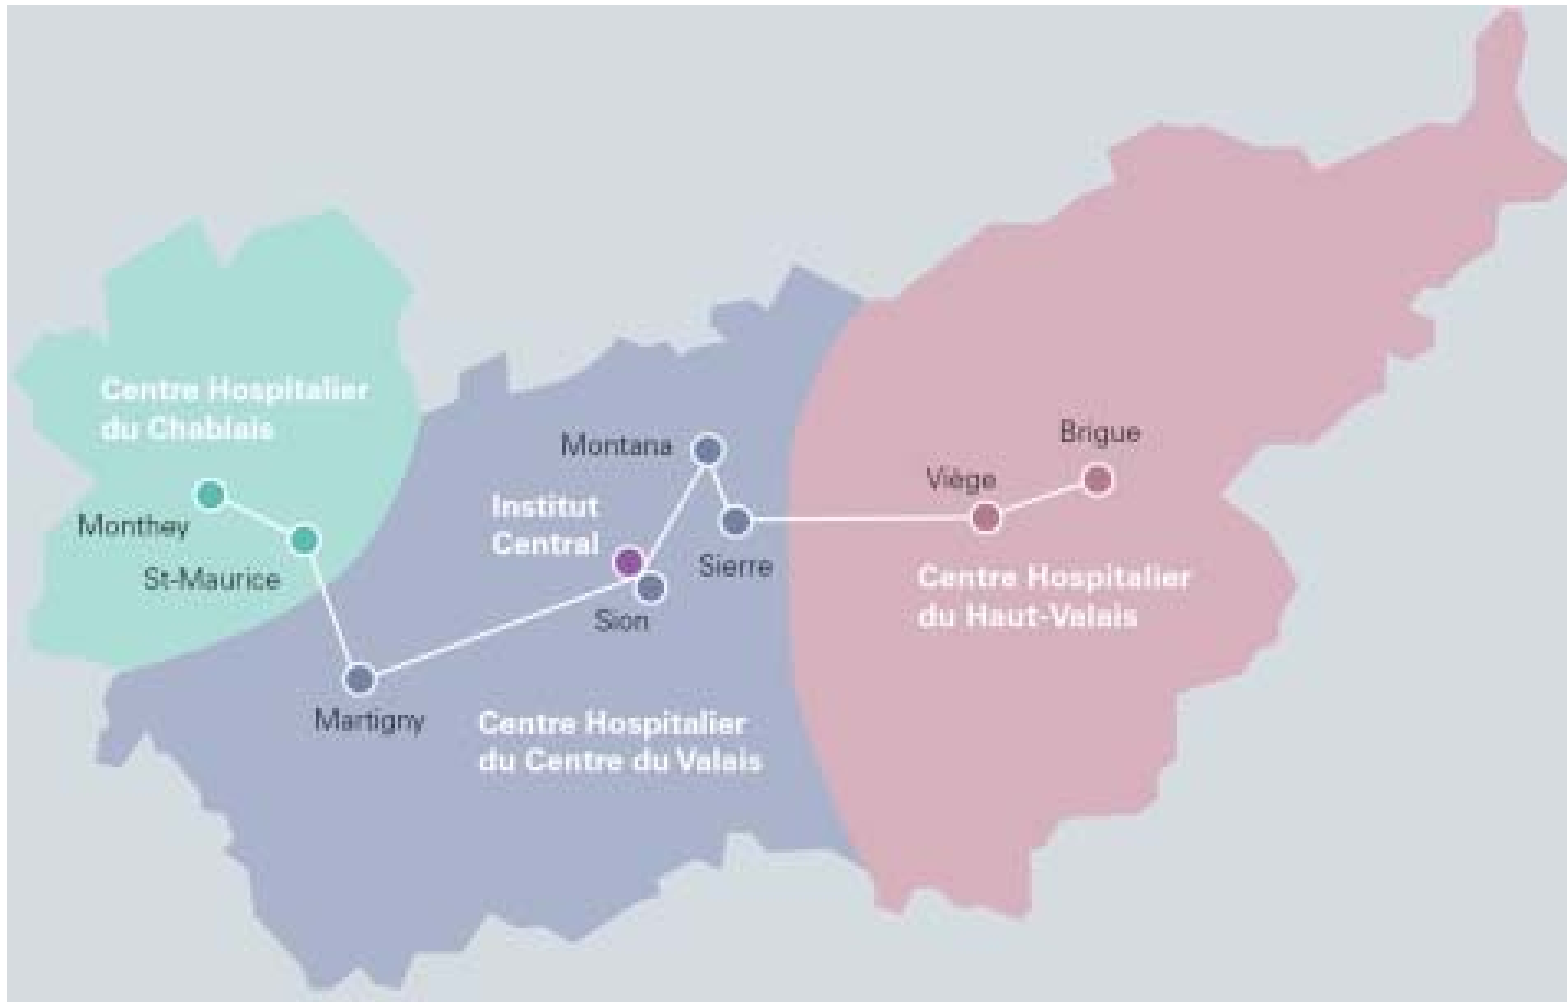 Centre Hospitalier
du Chablais
Monthey
St-Maurice
Martigny
Montana
Institut
Central
Sion
Sierre
Centre Hospitalier
du Centre du Valais
Brigue
Viège
Centre Hospitalier
du Haut-Valais